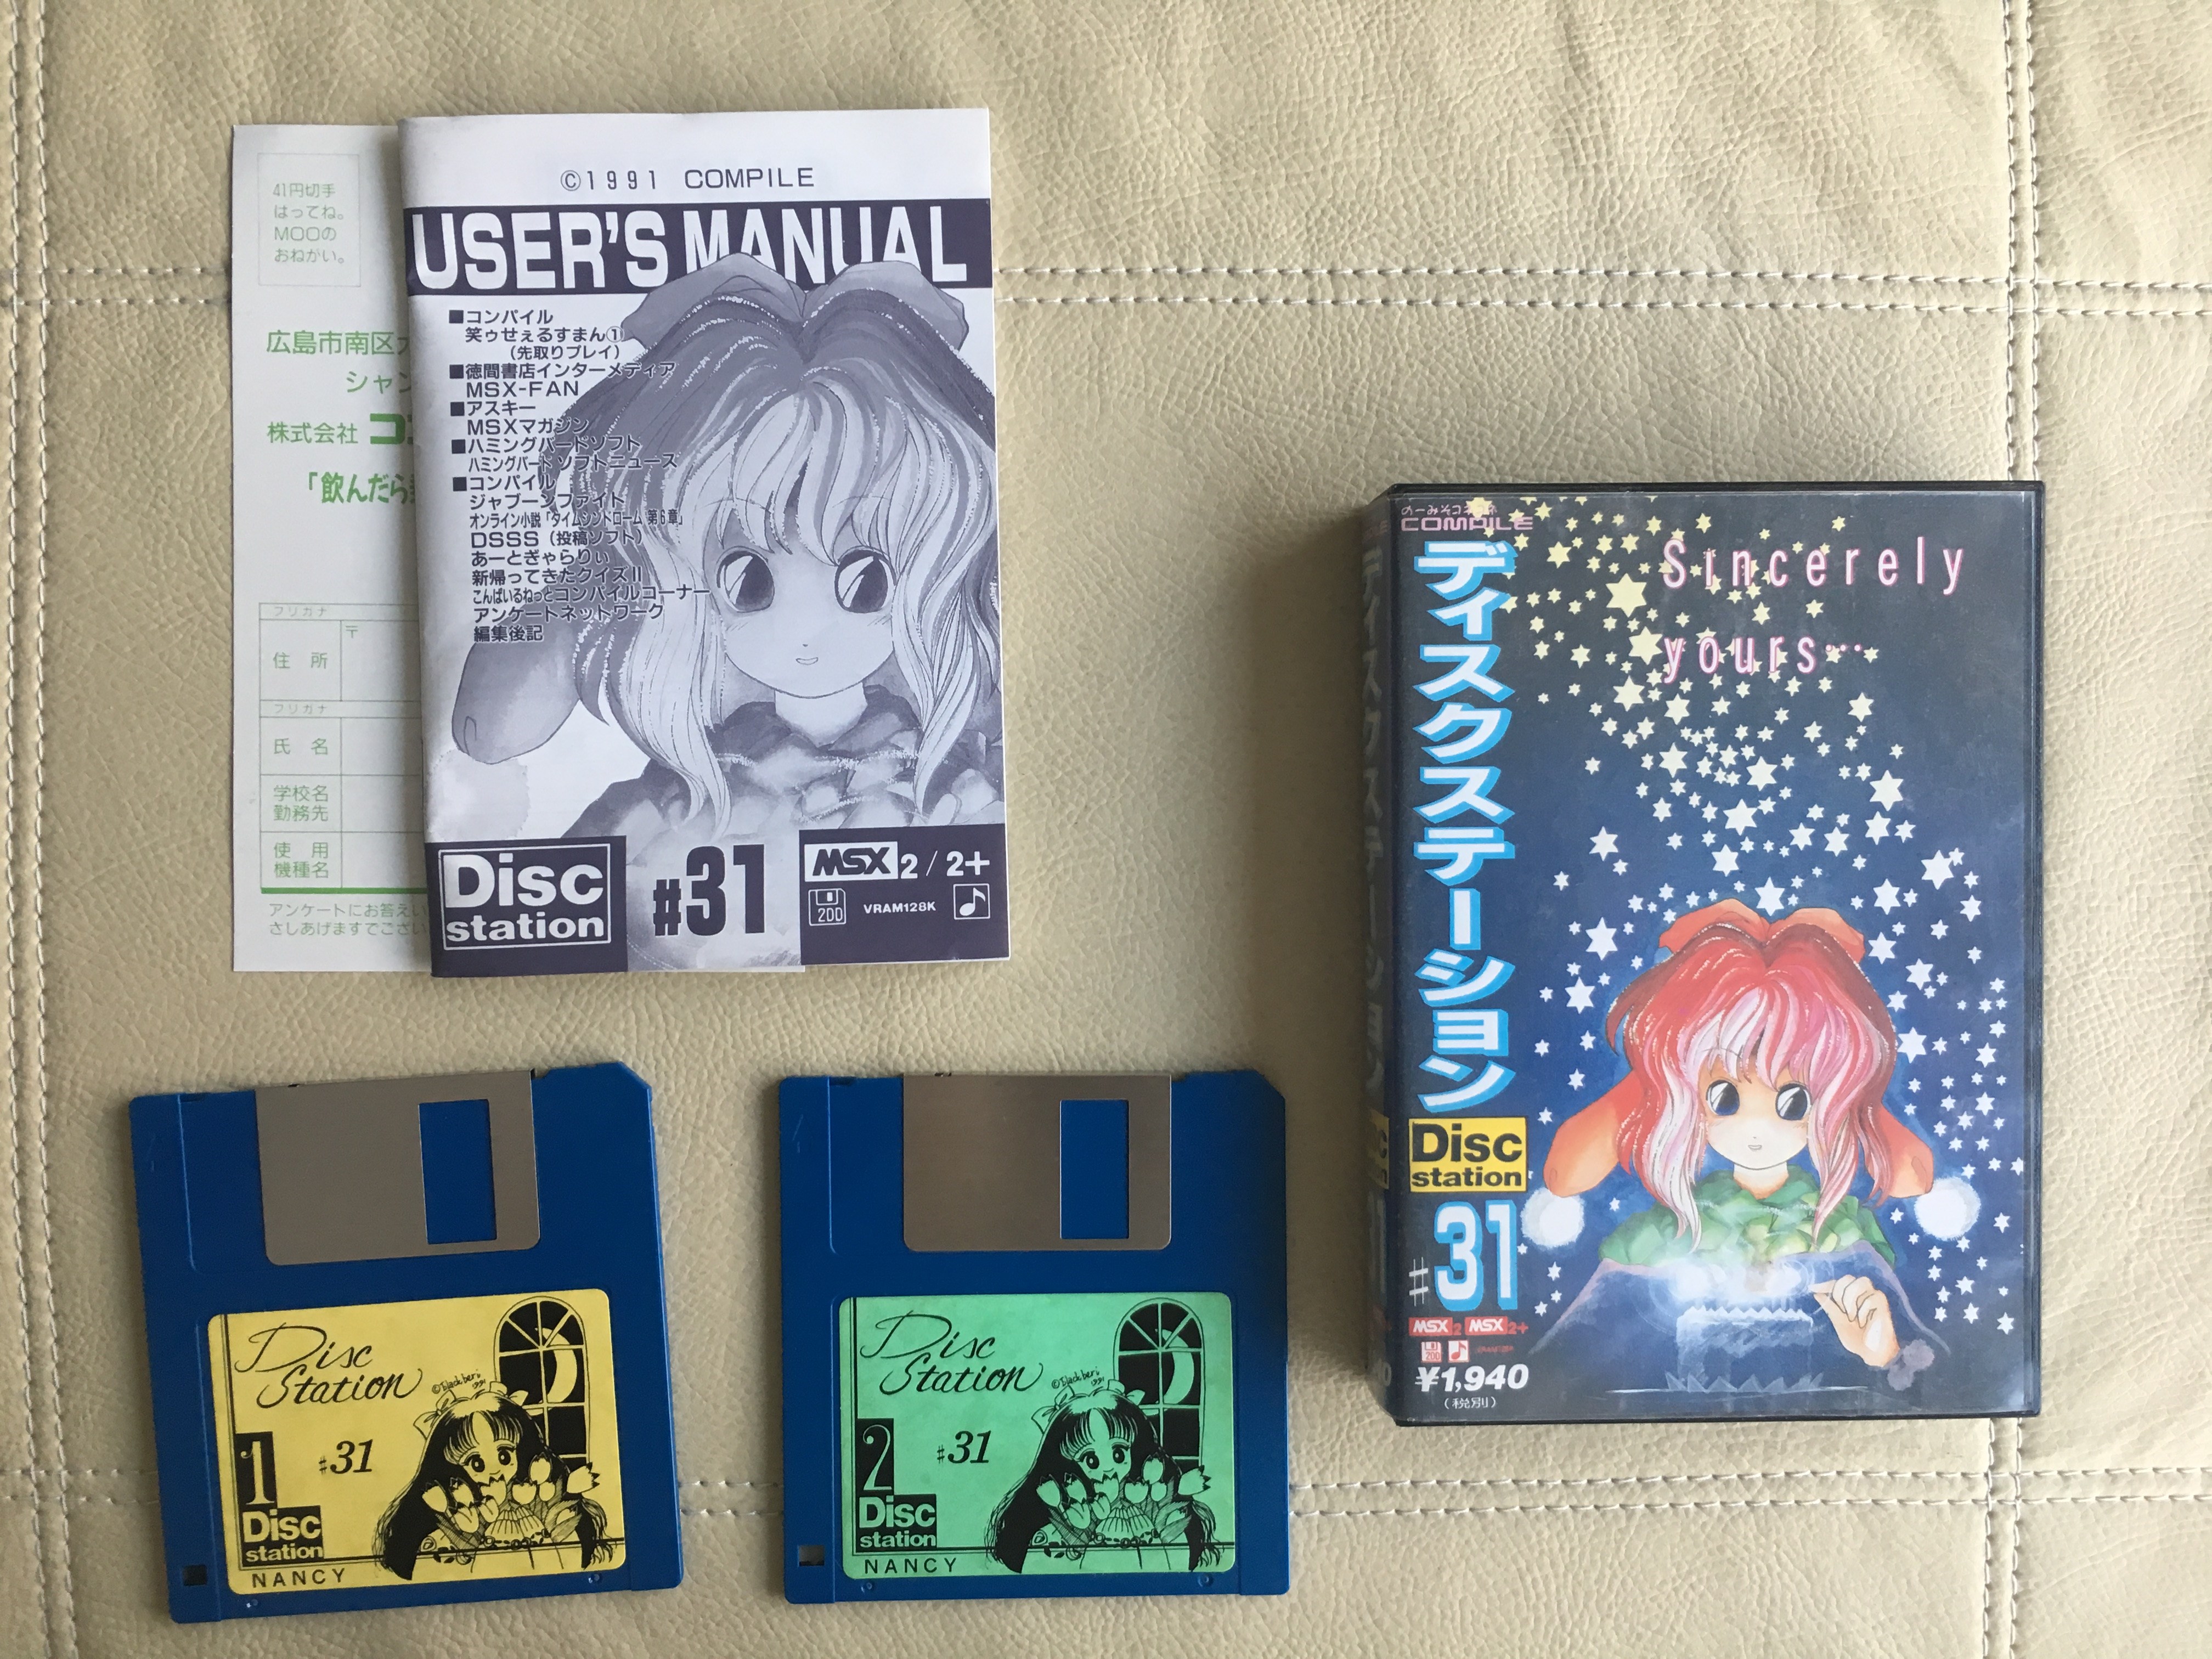 41円切手
はってね。
MOOの
おねがい。
広島市南区
シャン
株式会社 コン
「飲んだら
フリガナ
住 所
〒
フリガナ
氏 名
学校名
勤務先
使 用
機種名
アンケートにお答えい
さしあげますでござい
©1991 COMPILE
USER'S MANUAL
■コンパイル
笑ゥせぇるすまん①
(先取りプレイ)
■徳間書店インターメディア
MSX-FAN
■アスキー
MSXマガジン
■ハミングバードソフト
ハミングバードソフトニュース
■コンパイル
ジャブーンファイト
オンライン小説「タイムシンドローム 第6章」
DSSS(投稿ソフト)
あーとぎゃらりぃ
新帰ってきたクイズII
こんぱいるねっとコンパイルコーナー
アンケートネットワーク
編集後記
Disc
station
#31
MSX 2 / 2+
2DD
VRAM128K
COMPILE
ディスクステーション
Sincerely
yours…
Disc
station
#31
MSX 2 MSX 2+
2DD
VRAM128K
¥1,940
(税別)
Disc
Station
©Blackberi
1991
#31
1
Disc
station
NANCY
Disc
Station
©Blackberi
1991
#31
2
Disc
station
NANCY